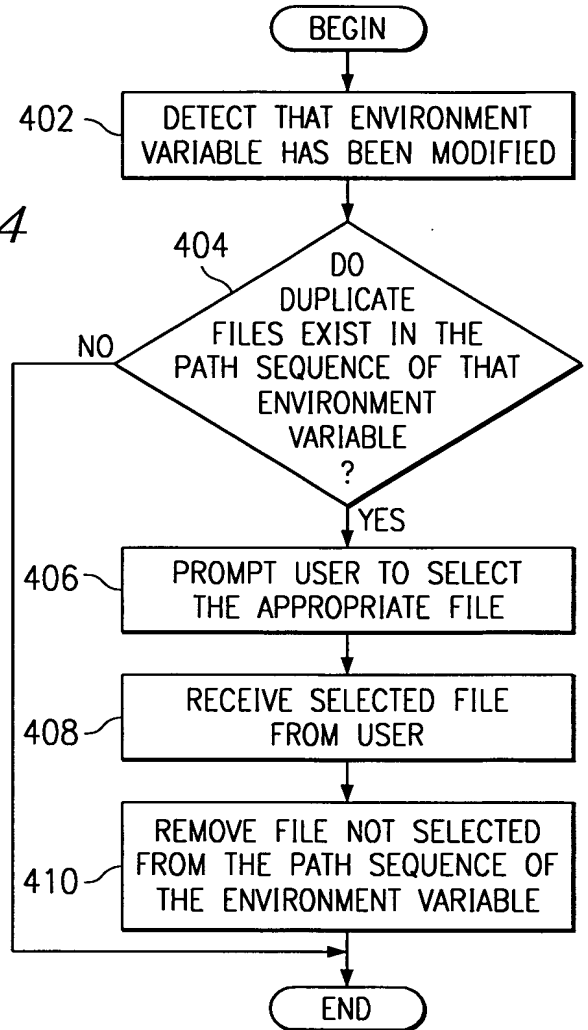 BEGIN
402
DETECT THAT ENVIRONMENT
VARIABLE HAS BEEN MODIFIED
4
404
DO
DUPLICATE
FILES EXIST IN THE
PATH SEQUENCE OF THAT
ENVIRONMENT
VARIABLE
?
NO
YES
406
PROMPT USER TO SELECT
THE APPROPRIATE FILE
408
RECEIVE SELECTED FILE
FROM USER
410
REMOVE FILE NOT SELECTED
FROM THE PATH SEQUENCE OF
THE ENVIRONMENT VARIABLE
END